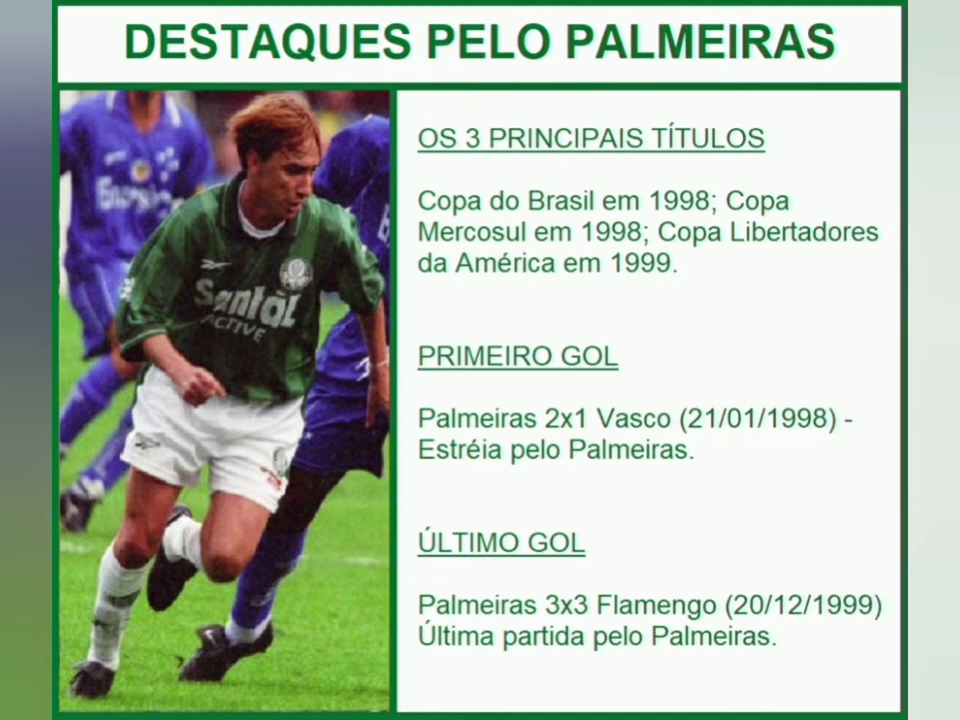 DESTAQUES PELO PALMEIRAS
Santàl
ACTIVE
OS 3 PRINCIPAIS TÍTULOS
Copa do Brasil em 1998; Copa
Mercosul em 1998; Copa Libertadores
da América em 1999.
PRIMEIRO GOL
Palmeiras 2x1 Vasco (21/01/1998) -
Estréia pelo Palmeiras.
ÚLTIMO GOL
Palmeiras 3x3 Flamengo (20/12/1999)
Última partida pelo Palmeiras.